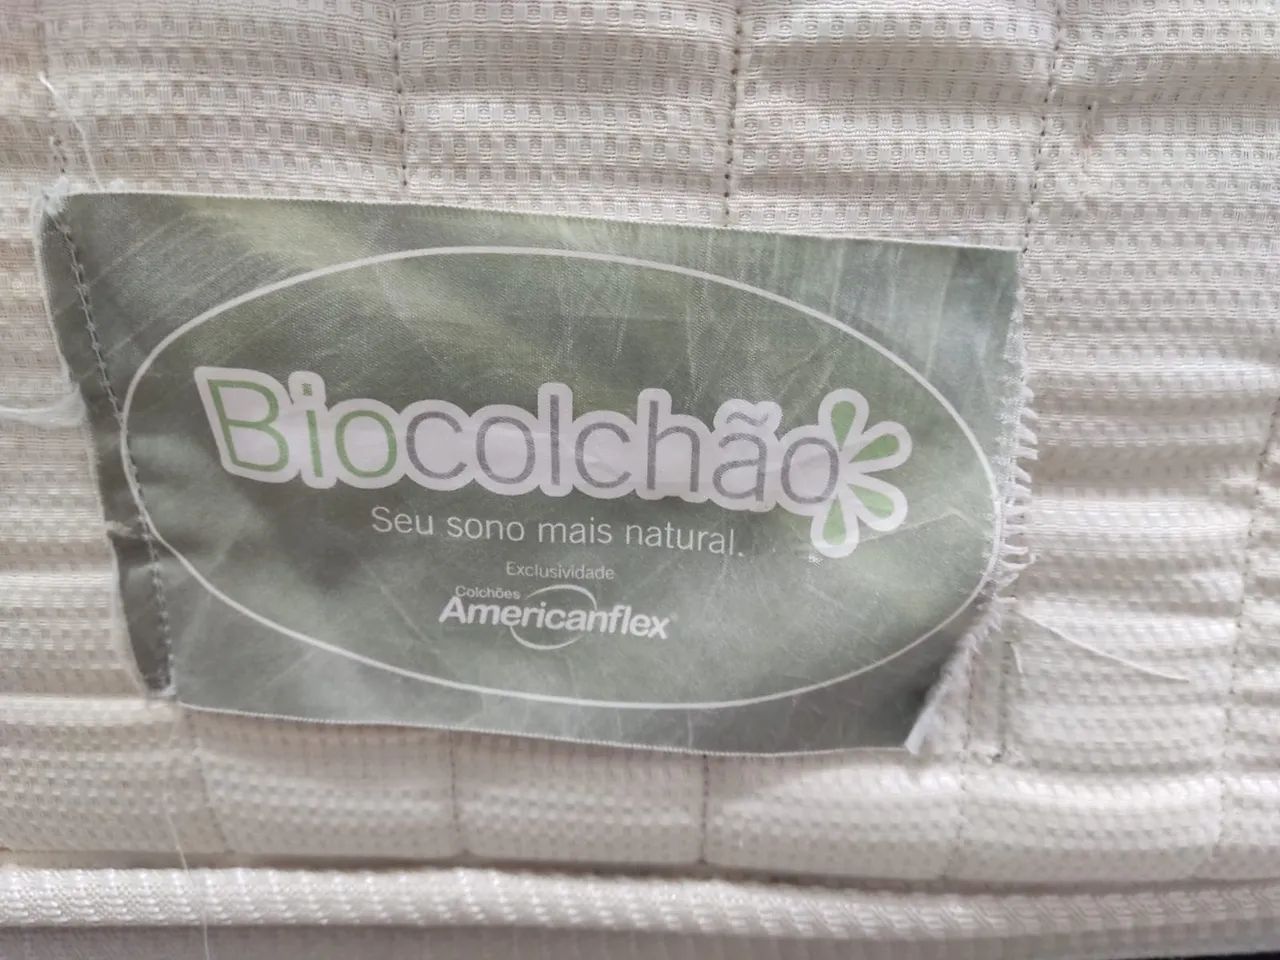 Biocolchão
Seu sono mais natural.
Exclusividade
Colchões
Americanflex®